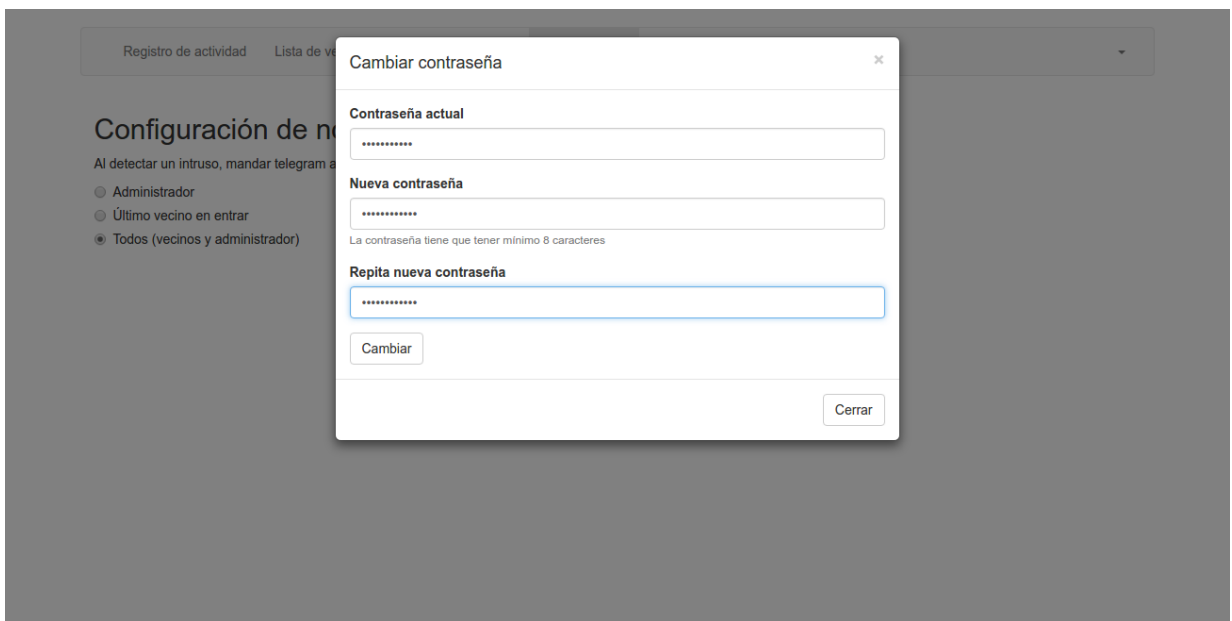 Registro de actividad Lista de
Cambiar contraseña ×
Contraseña actual
•••••••••••
Configuración de
Al detectar un intruso, mandar telegram a
Nueva contraseña
••••••••••••
La contraseña tiene que tener mínimo 8 caracteres
Administrador
Último vecino en entrar
Todos (vecinos y administrador)
Repita nueva contraseña
••••••••••••
Cambiar
Cerrar